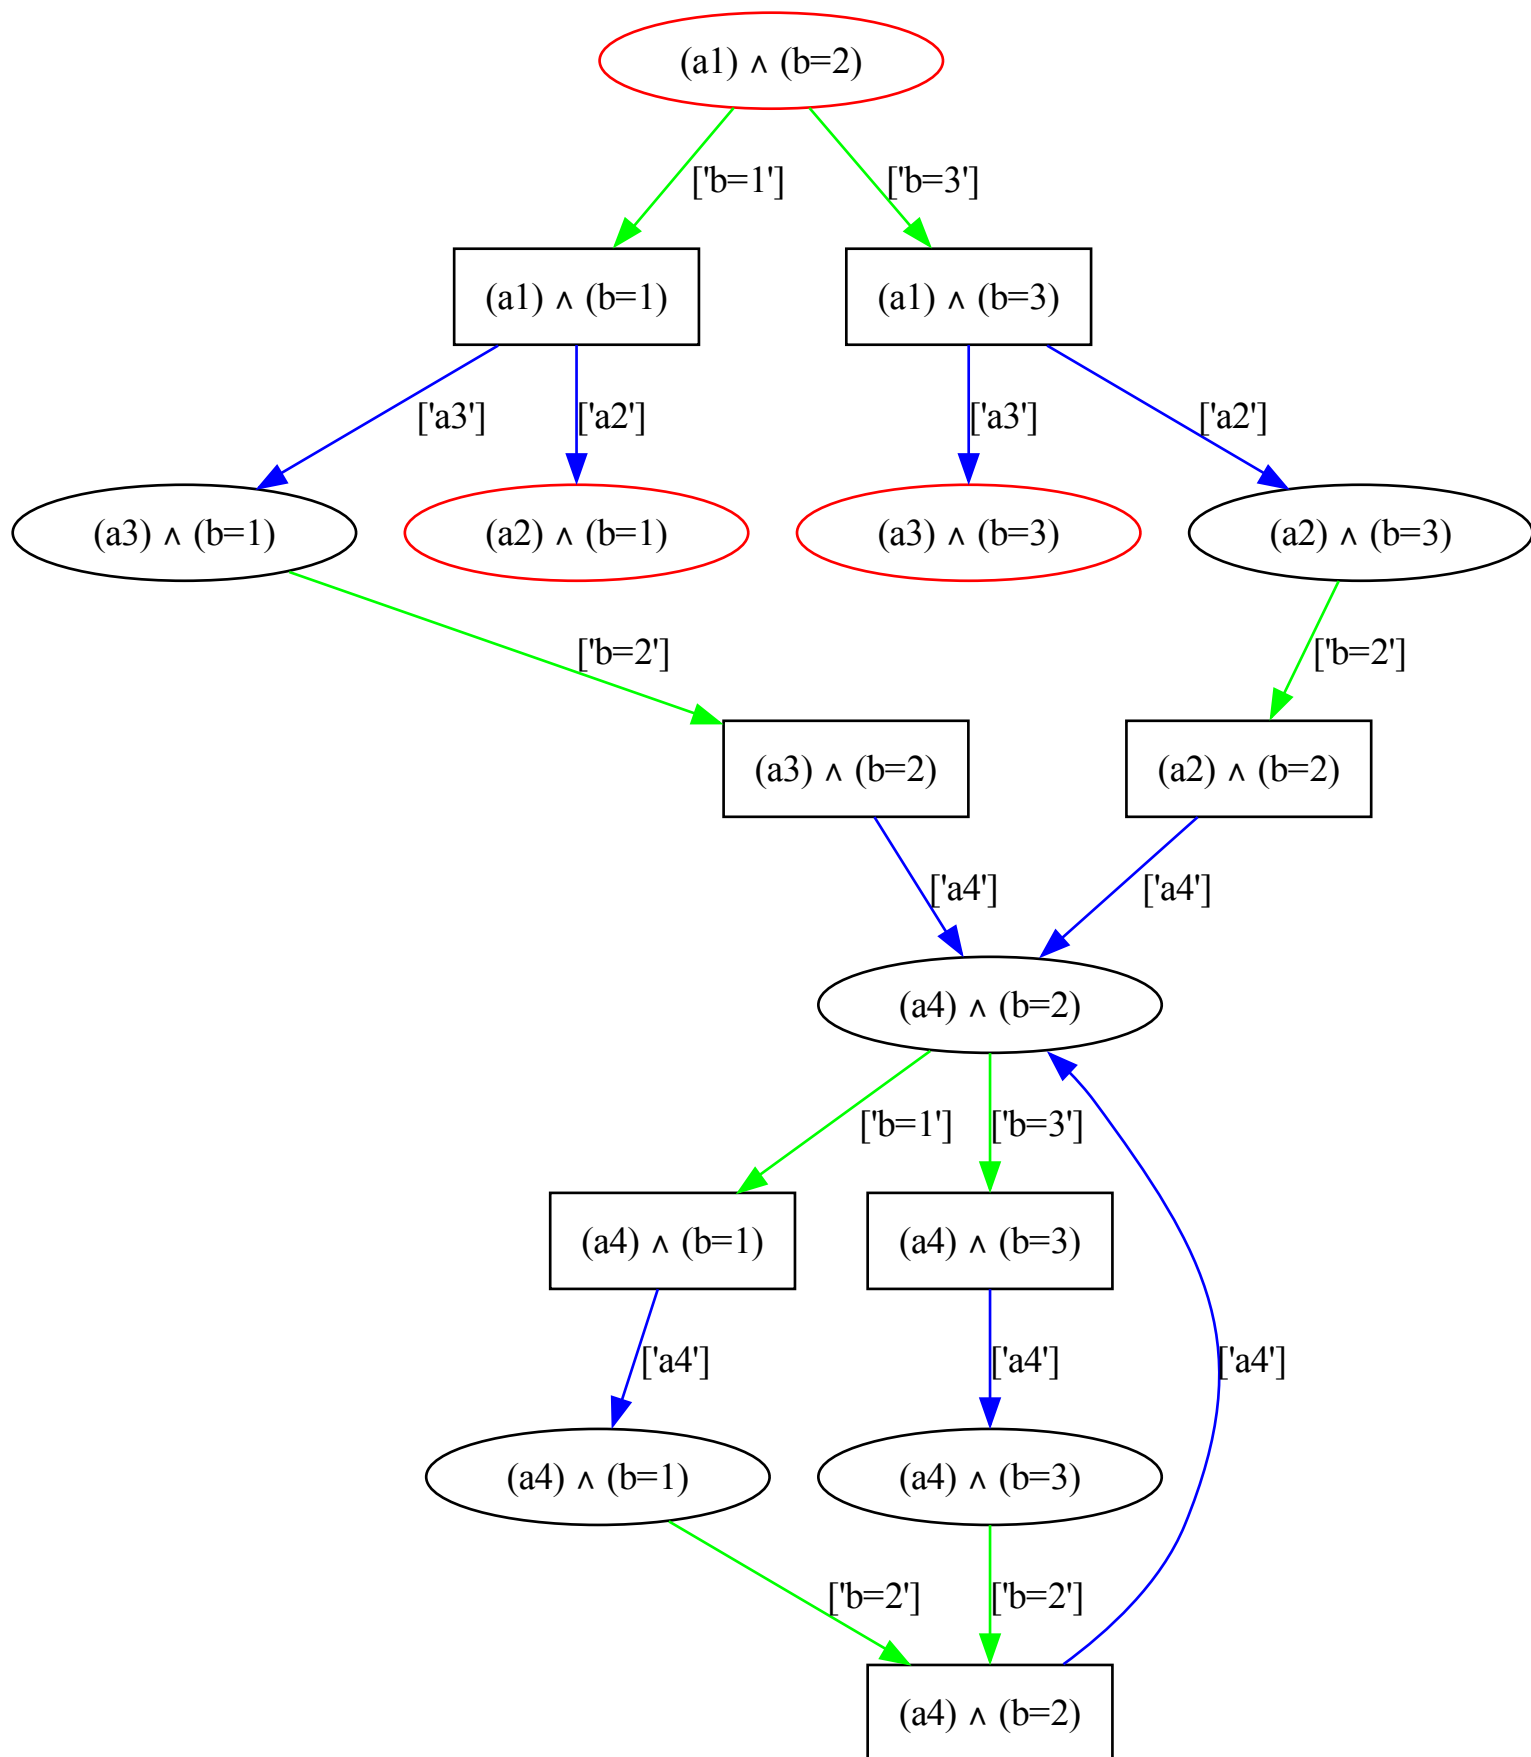 (a1) ∧ (b=2)
['b=1']
['b=3']
(a1) ∧ (b=1)
(a1) ∧ (b=3)
['a3']
['a2']
['a3']
['a2']
(a3) ∧ (b=1)
(a2) ∧ (b=1)
(a3) ∧ (b=3)
(a2) ∧ (b=3)
['b=2']
['b=2']
(a3) ∧ (b=2)
(a2) ∧ (b=2)
['a4']
['a4']
(a4) ∧ (b=2)
['b=1']
['b=3']
(a4) ∧ (b=1)
(a4) ∧ (b=3)
['a4']
['a4']
['a4']
(a4) ∧ (b=1)
(a4) ∧ (b=3)
['b=2']
['b=2']
(a4) ∧ (b=2)